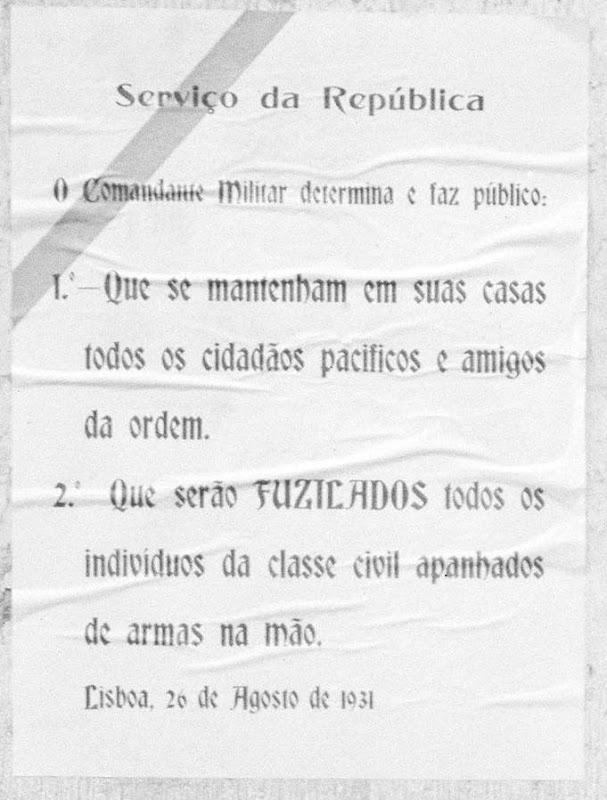 Serviço da República
O Comandante Militar determina e faz público:
1.º—Que se mantenham em suas casas
todos os cidadãos pacificos e amigos
da ordem.
2.º Que serão FUZILADOS todos os
indivíduos da classe civil apanhados
de armas na mão.
Lisboa, 26 de Agosto de 1931